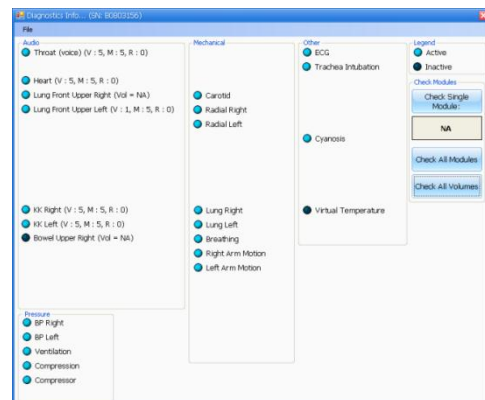 Diagnostics Info... (SN: B0B03156)
File
Audio
Throat (voice) (V : 5, M : 5, R : 0)
Heart (V : 5, M : 5, R : 0)
Lung Front Upper Right (Vol = NA)
Lung Front Upper Left (V : 1, M : 5, R : 0)
KK Right (V : 5, M : 5, R : 0)
KK Left (V : 5, M : 5, R : 0)
Bowel Upper Right (Vol = NA)
Mechanical
Carotid
Radial Right
Radial Left
Lung Right
Lung Left
Breathing
Right Arm Motion
Left Arm Motion
Other
ECG
Trachea Intubation
Cyanosis
Virtual Temperature
Legend
Active
Inactive
Check Modules
Check Single
Module:
NA
Check All Modules
Check All Volumes
Pressure
BP Right
BP Left
Ventilation
Compression
Compressor